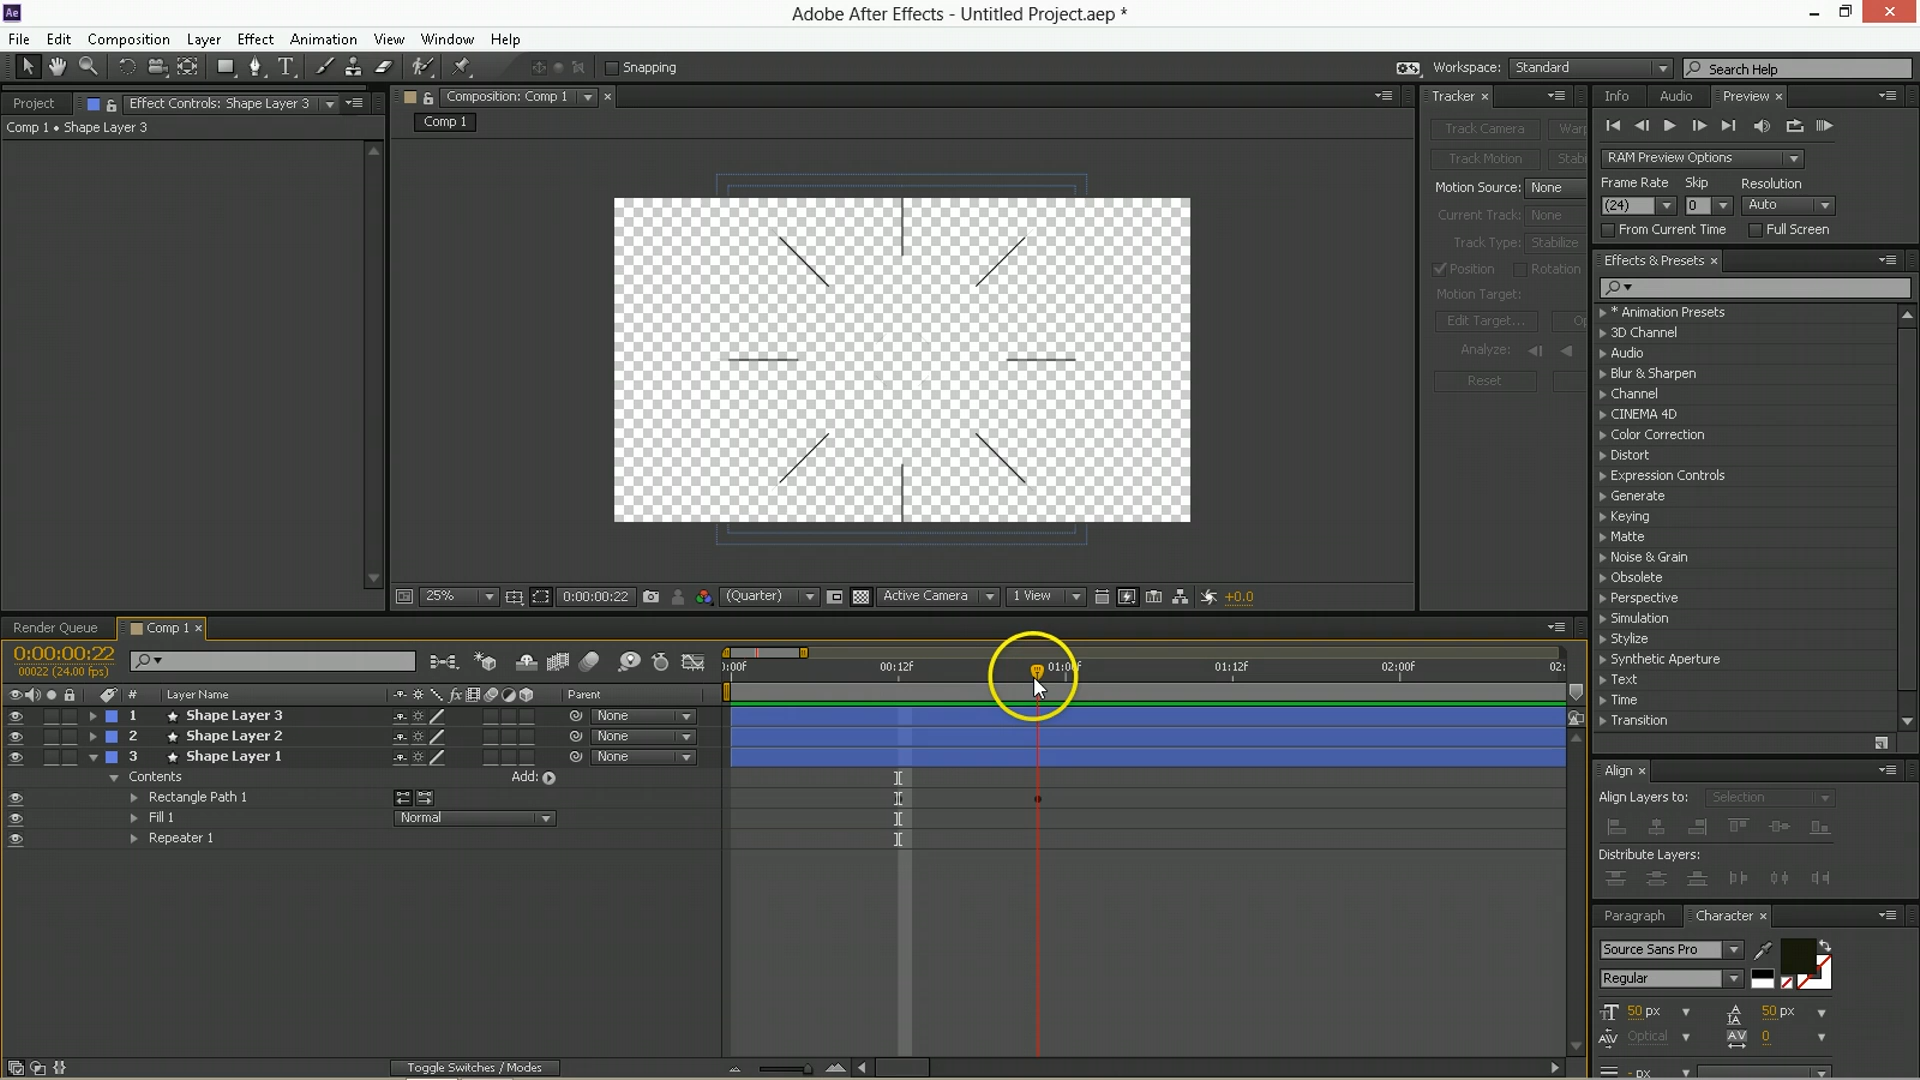 Ae
Adobe After Effects - Untitled Project.aep *
File Edit Composition Layer Effect Animation View Window Help
Snapping
Workspace: Standard
Search Help
Project Effect Controls: Shape Layer 3
Comp 1 • Shape Layer 3
Composition: Comp 1
Comp 1
Tracker
Track Camera
Track Motion
Motion Source: None
Current Track: None
Track Type: Stabilize
Position Rotation
Motion Target:
Edit Target...
Analyze:
Reset
Info Audio Preview
RAM Preview Options
Frame Rate Skip Resolution
(24) 0 Auto
From Current Time Full Screen
Effects & Presets
* Animation Presets
3D Channel
Audio
Blur & Sharpen
Channel
CINEMA 4D
Color Correction
Distort
Expression Controls
Generate
Keying
Matte
Noise & Grain
Obsolete
Perspective
Simulation
Stylize
Synthetic Aperture
Text
Time
Transition
25% 0:00:00:22 (Quarter) Active Camera 1 View +0.0
Render Queue Comp 1
0:00:00:22
00022 (24.00 fps)
00:12f 01:00f 01:12f 02:00f 02:
# Layer Name Parent
1 Shape Layer 3 None
2 Shape Layer 2 None
3 Shape Layer 1 None
Contents Add:
Rectangle Path 1
Fill 1 Normal
Repeater 1
Toggle Switches / Modes
Align
Align Layers to: Selection
Distribute Layers:
Paragraph Character
Source Sans Pro
Regular
50 px 50 px
Optical 0
- px